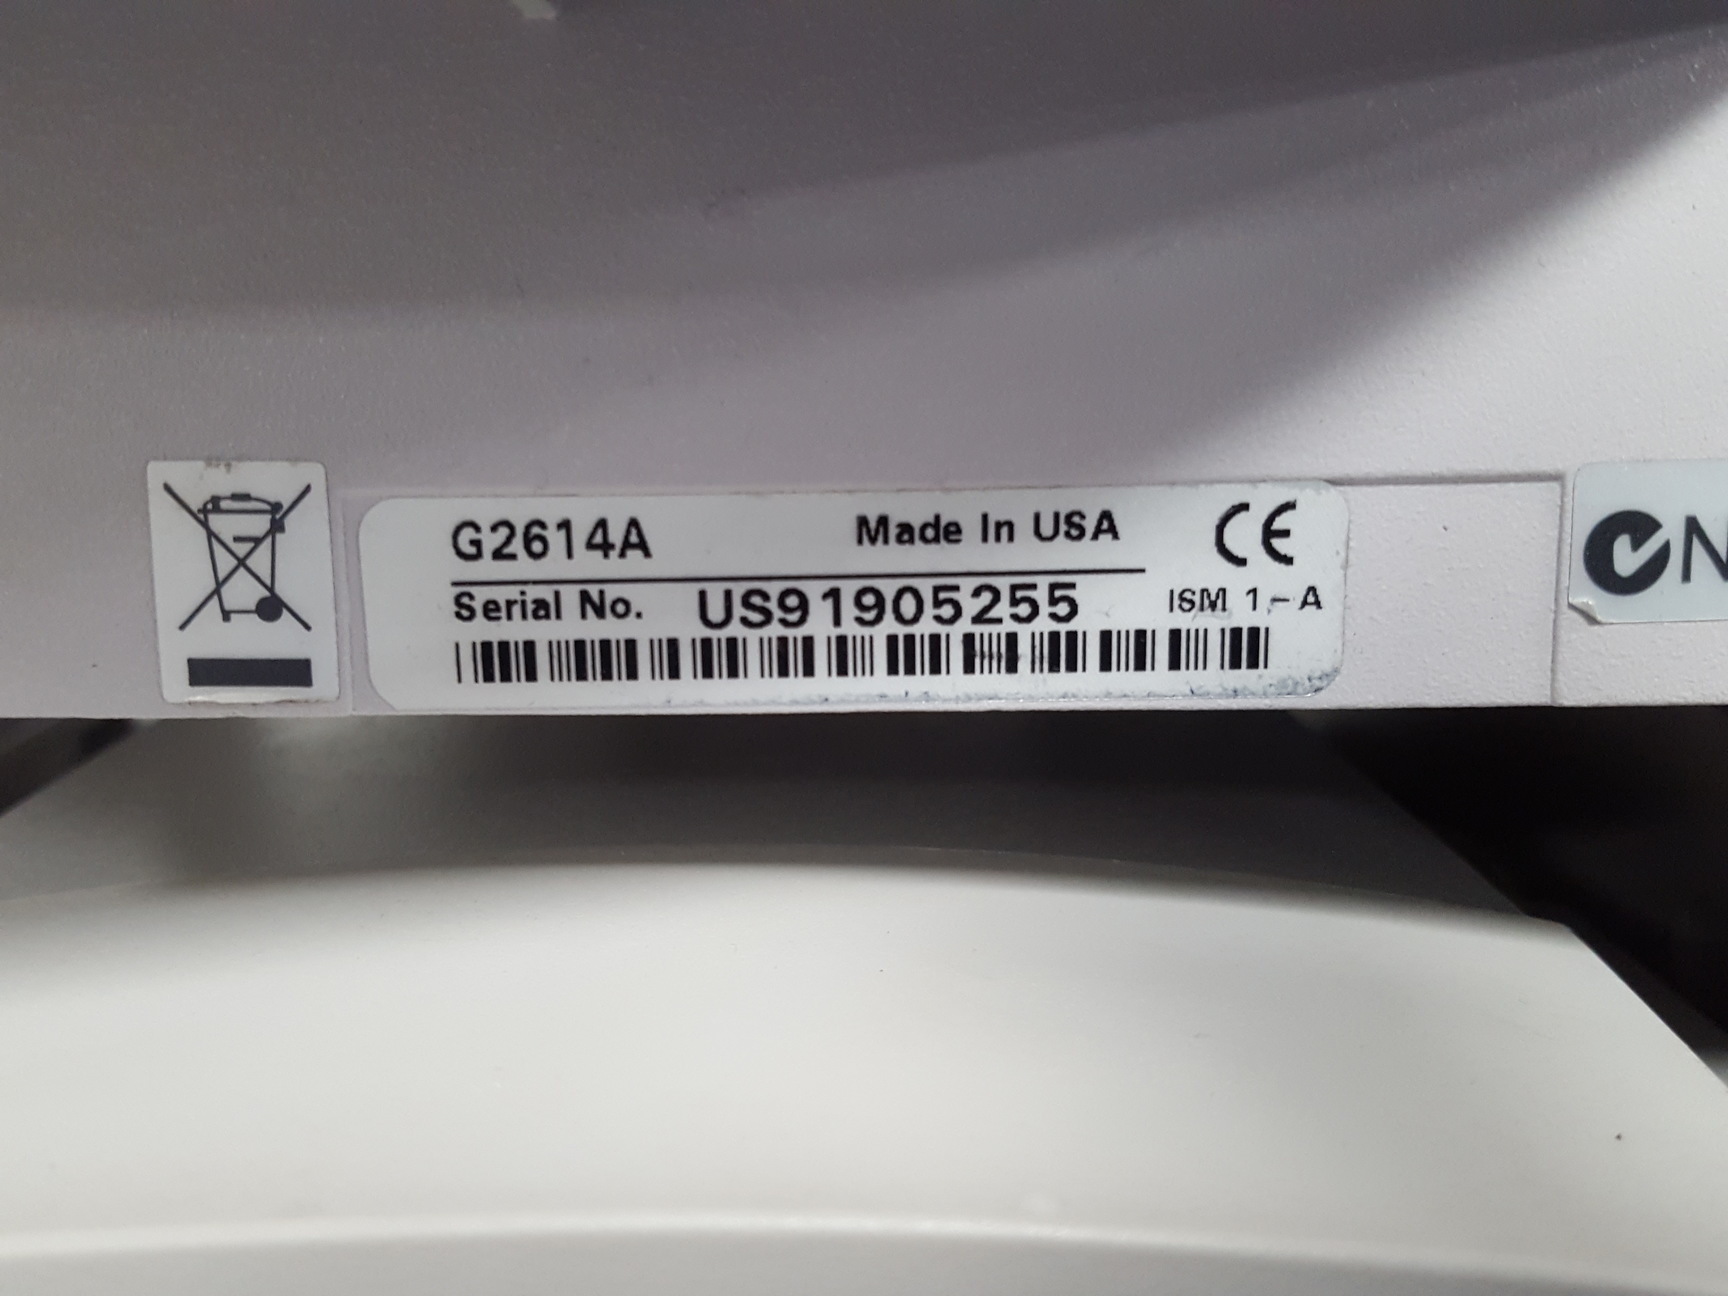 G2614A Made In USA CE
Serial No. US91905255 ISM 1-A
N